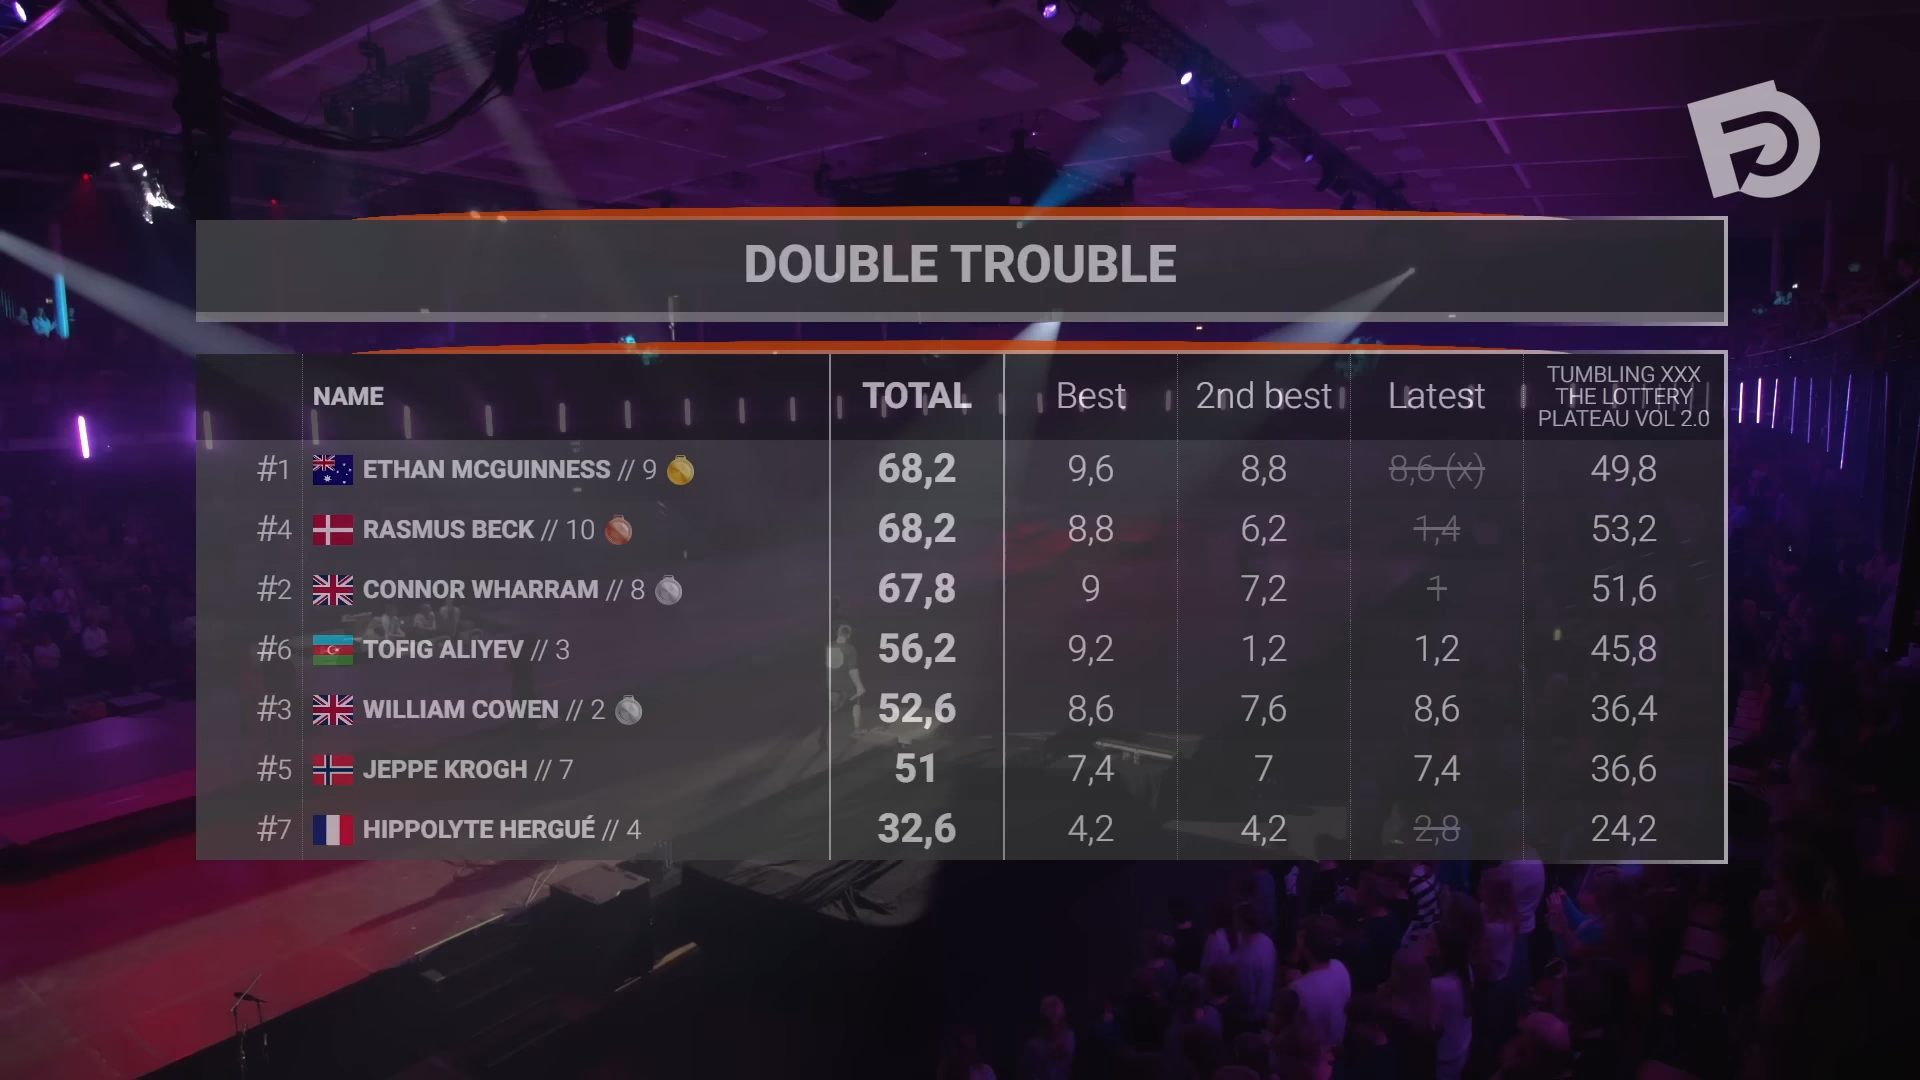 DOUBLE TROUBLE
NAME TOTAL Best 2nd best Latest TUMBLING XXX THE LOTTERY PLATEAU VOL 2.0
#1 ETHAN MCGUINNESS // 9 68,2 9,6 8,8 8,6 (x) 49,8
#4 RASMUS BECK // 10 68,2 8,8 6,2 1,4 53,2
#2 CONNOR WHARRAM // 8 67,8 9 7,2 1 51,6
#6 TOFIG ALIYEV // 3 56,2 9,2 1,2 1,2 45,8
#3 WILLIAM COWEN // 2 52,6 8,6 7,6 8,6 36,4
#5 JEPPE KROGH // 7 51 7,4 7 7,4 36,6
#7 HIPPOLYTE HERGUÉ // 4 32,6 4,2 4,2 2,8 24,2